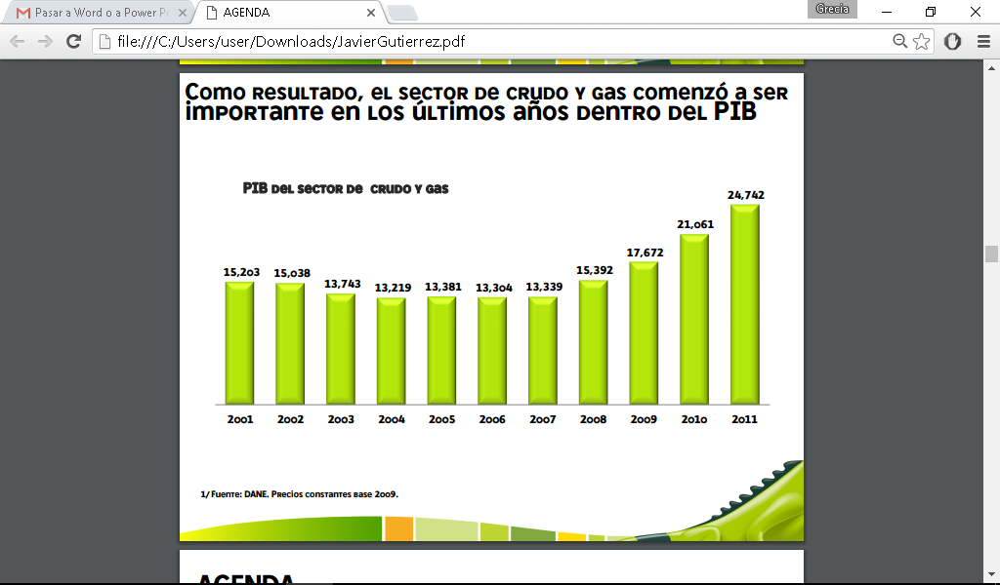 Grecia
Pasar a Word o a Power P
AGENDA
file:///C:/Users/user/Downloads/JavierGutierrez.pdf
Como resultado, el sector de crudo y gas comenzó a ser
importante en los últimos años dentro del PIB
PIB del sector de crudo y gas
15,203 15,038 13,743 13,219 13,381 13,304 13,339 15,392 17,672 21,061 24,742
2001 2002 2003 2004 2005 2006 2007 2008 2009 2010 2011
1/ Fuente: DANE. Precios constantes base 2009.
AGENDA